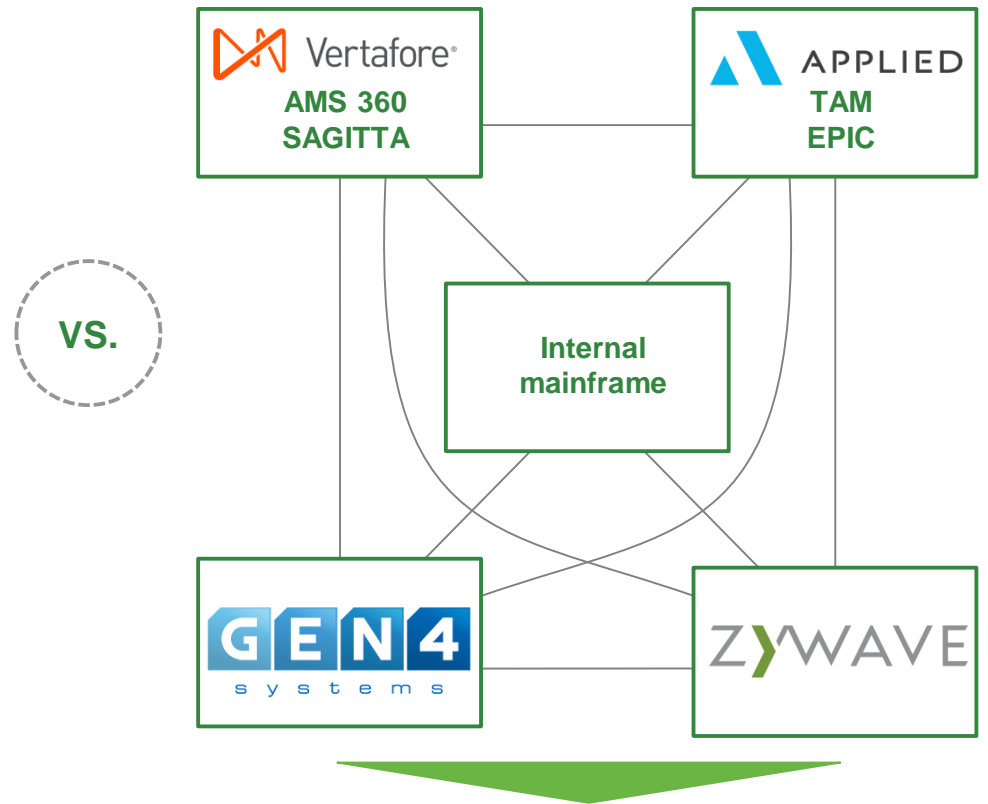 Vertafore®
AMS 360
SAGITTA
APPLIED
TAM
EPIC
VS.
Internal
mainframe
GEN4
systems
ZYWAVE